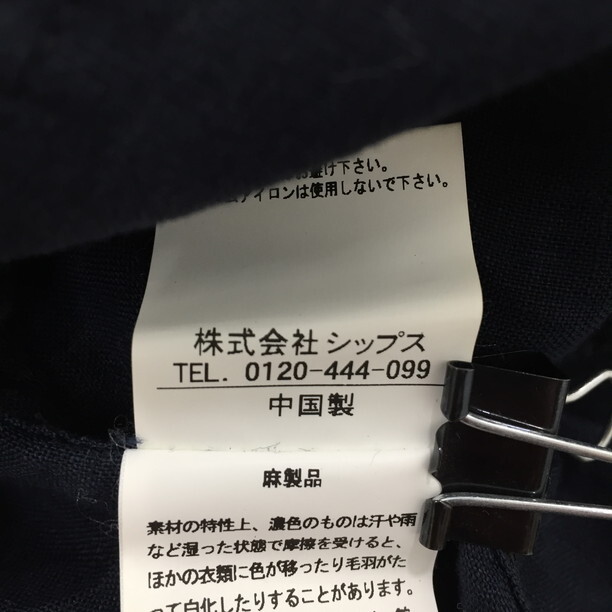 避け下さい。
アイロンは使用しないで下さい。
株式会社 シップス
TEL. 0120-444-099
中国製
麻製品
素材の特性上、濃色のものは汗や雨
など湿った状態で摩擦を受けると、
ほかの衣類に色が移ったり毛羽がた
って白化したりすることがあります。